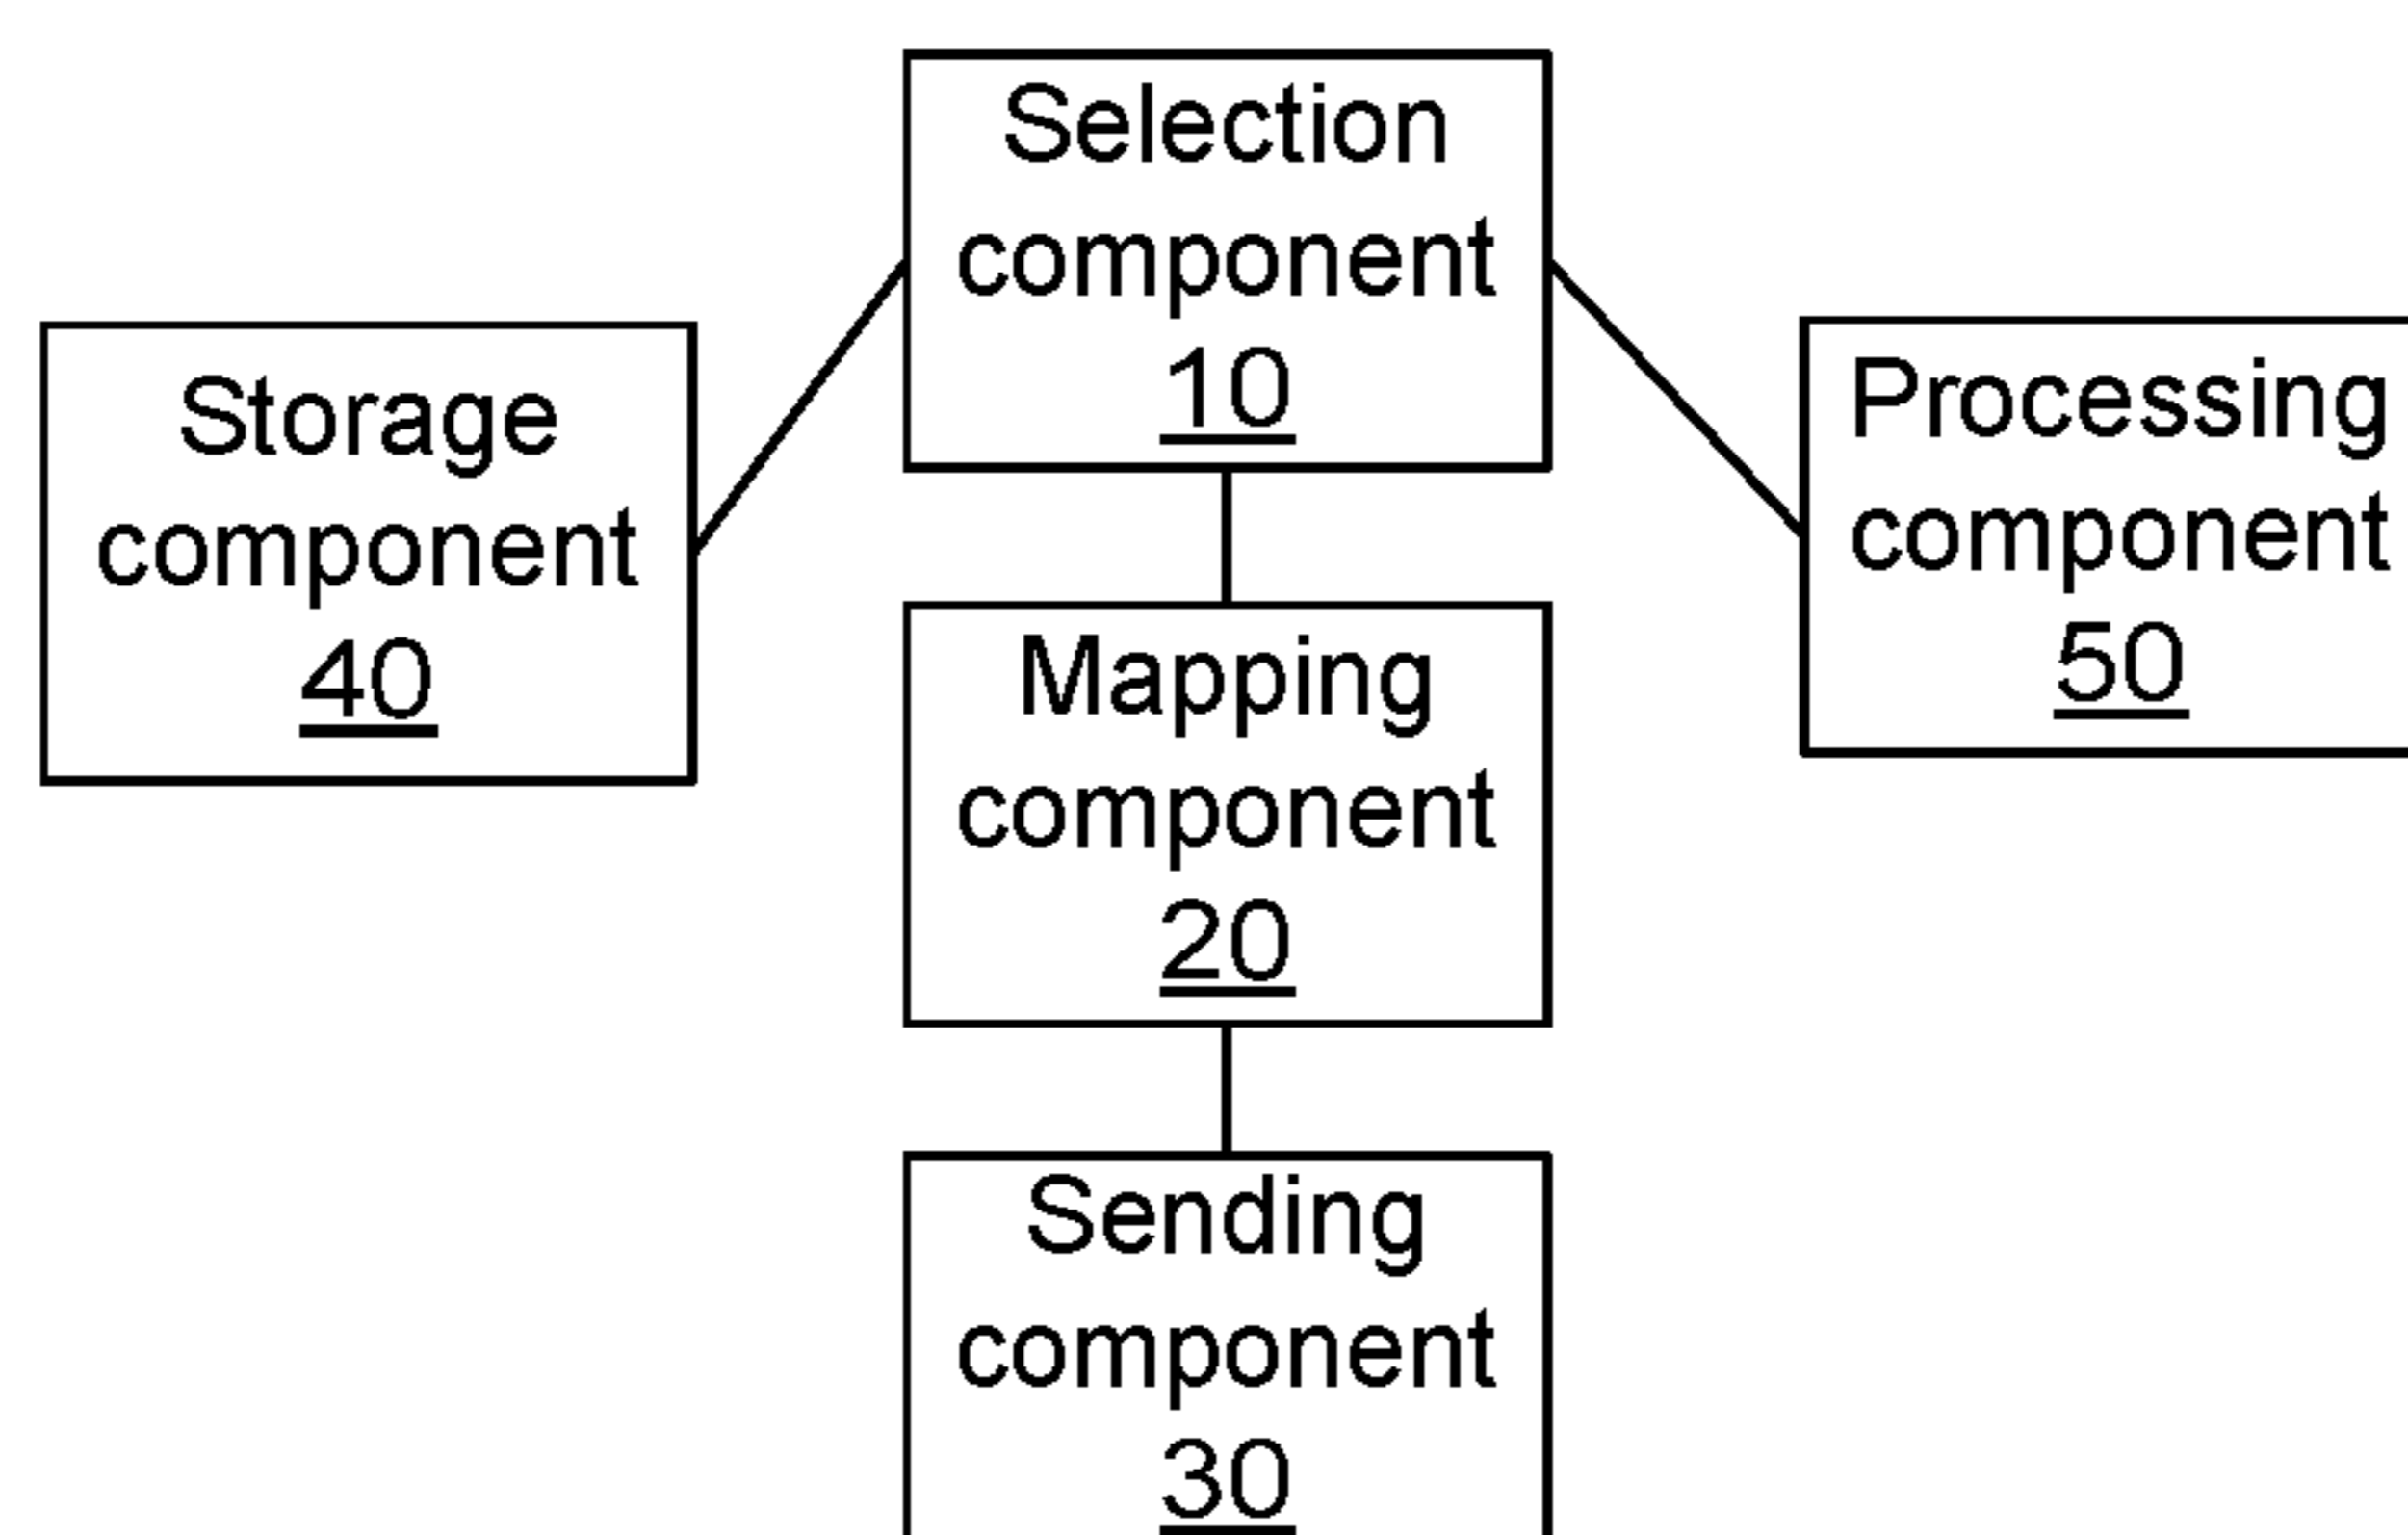 Selection
component
10
Storage
component
40
Processing
component
50
Mapping
component
20
Sending
component
30